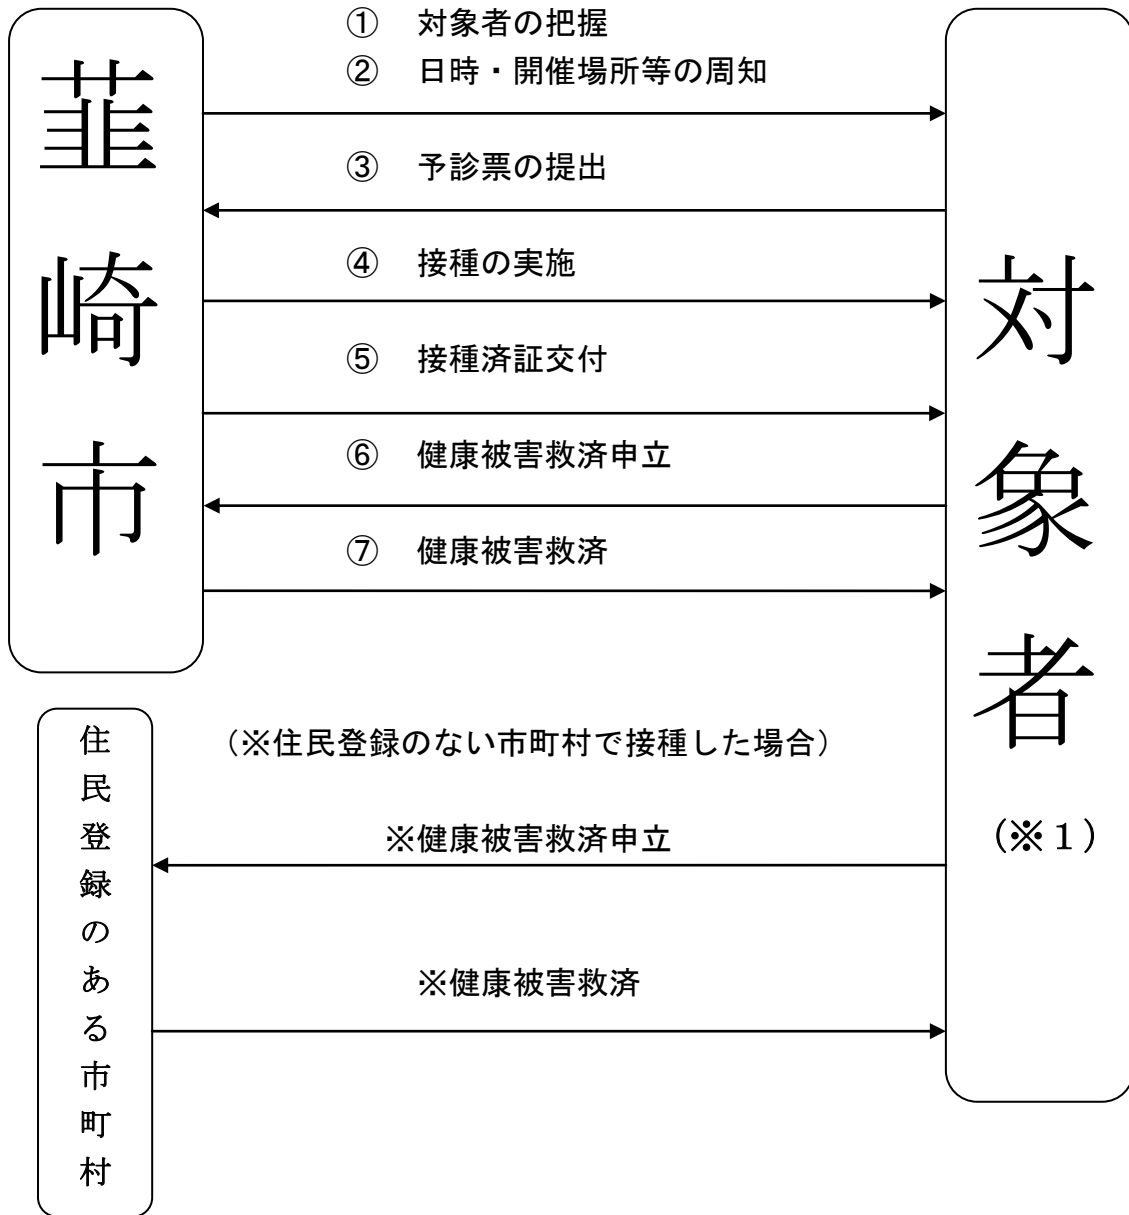 韮崎市
① 対象者の把握
② 日時・開催場所等の周知
③ 予診票の提出
④ 接種の実施
⑤ 接種済証交付
⑥ 健康被害救済申立
⑦ 健康被害救済
対象者
(※１)
住民登録のある市町村
(※住民登録のない市町村で接種した場合)
※健康被害救済申立
※健康被害救済